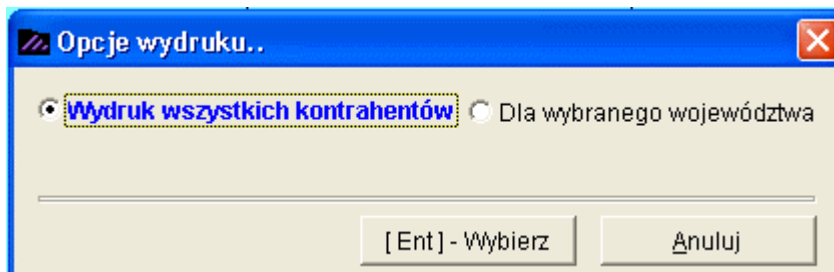 Opcje wydruku..
Wydruk wszystkich kontrahentów Dla wybranego województwa
[ Ent ] - Wybierz Anuluj